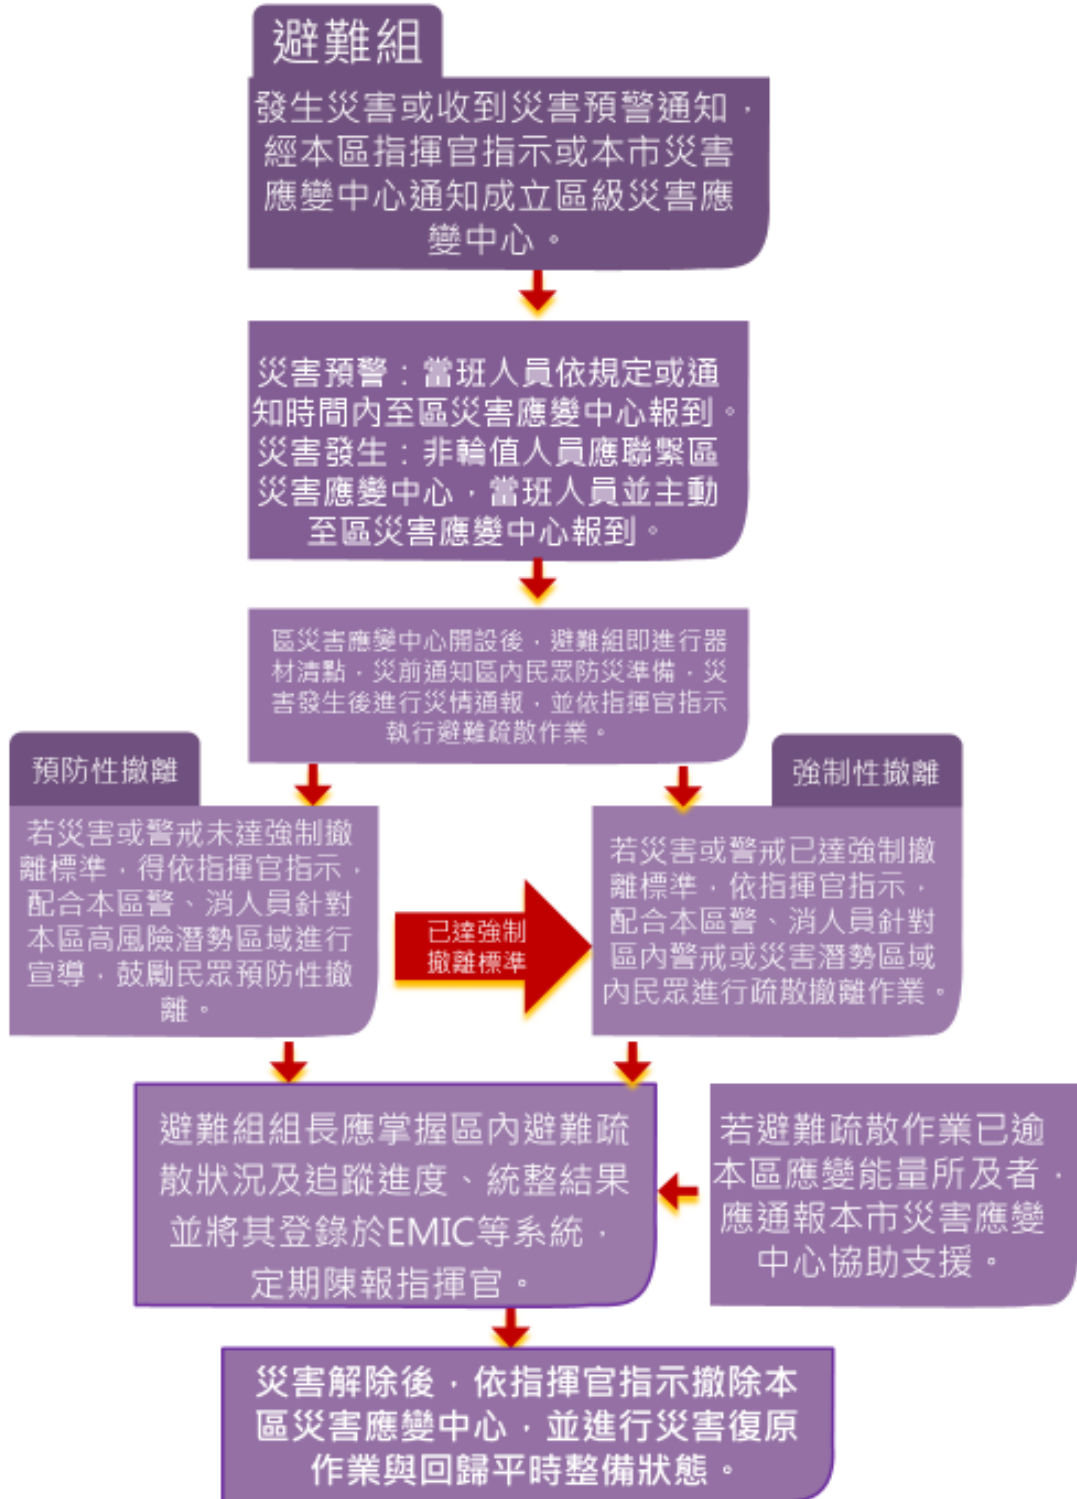 避難組
發生災害或收到災害預警通知，
經本區指揮官指示或本市災害
應變中心通知成立區級災害應
變中心。
災害預警：當班人員依規定或通
知時間內至區災害應變中心報到。
災害發生：非輪值人員應聯繫區
災害應變中心，當班人員並主動
至區災害應變中心報到。
區災害應變中心開設後，避難組即進行器
材清點，災前通知區內民眾防災準備，災
害發生後進行災情通報，並依指揮官指示
執行避難疏散作業。
預防性撤離
若災害或警戒未達強制撤
離標準，得依指揮官指示，
配合本區警、消人員針對
本區高風險潛勢區域進行
宣導，鼓勵民眾預防性撤
離。
已達強制
撤離標準
強制性撤離
若災害或警戒已達強制撤
離標準，依指揮官指示，
配合本區警、消人員針對
區內警戒或災害潛勢區域
內民眾進行疏散撤離作業。
避難組組長應掌握區內避難疏
散狀況及追蹤進度、統整結果
並將其登錄於EMIC等系統，
定期陳報指揮官。
若避難疏散作業已逾
本區應變能量所及者，
應通報本市災害應變
中心協助支援。
災害解除後，依指揮官指示撤除本
區災害應變中心，並進行災害復原
作業與回歸平時整備狀態。